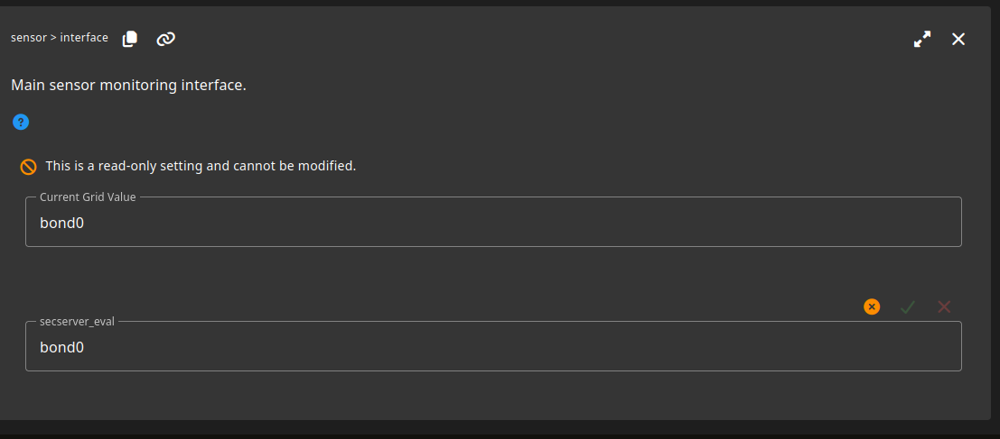 sensor > interface
Main sensor monitoring interface.
?
This is a read-only setting and cannot be modified.
Current Grid Value
bond0
secserver_eval
bond0